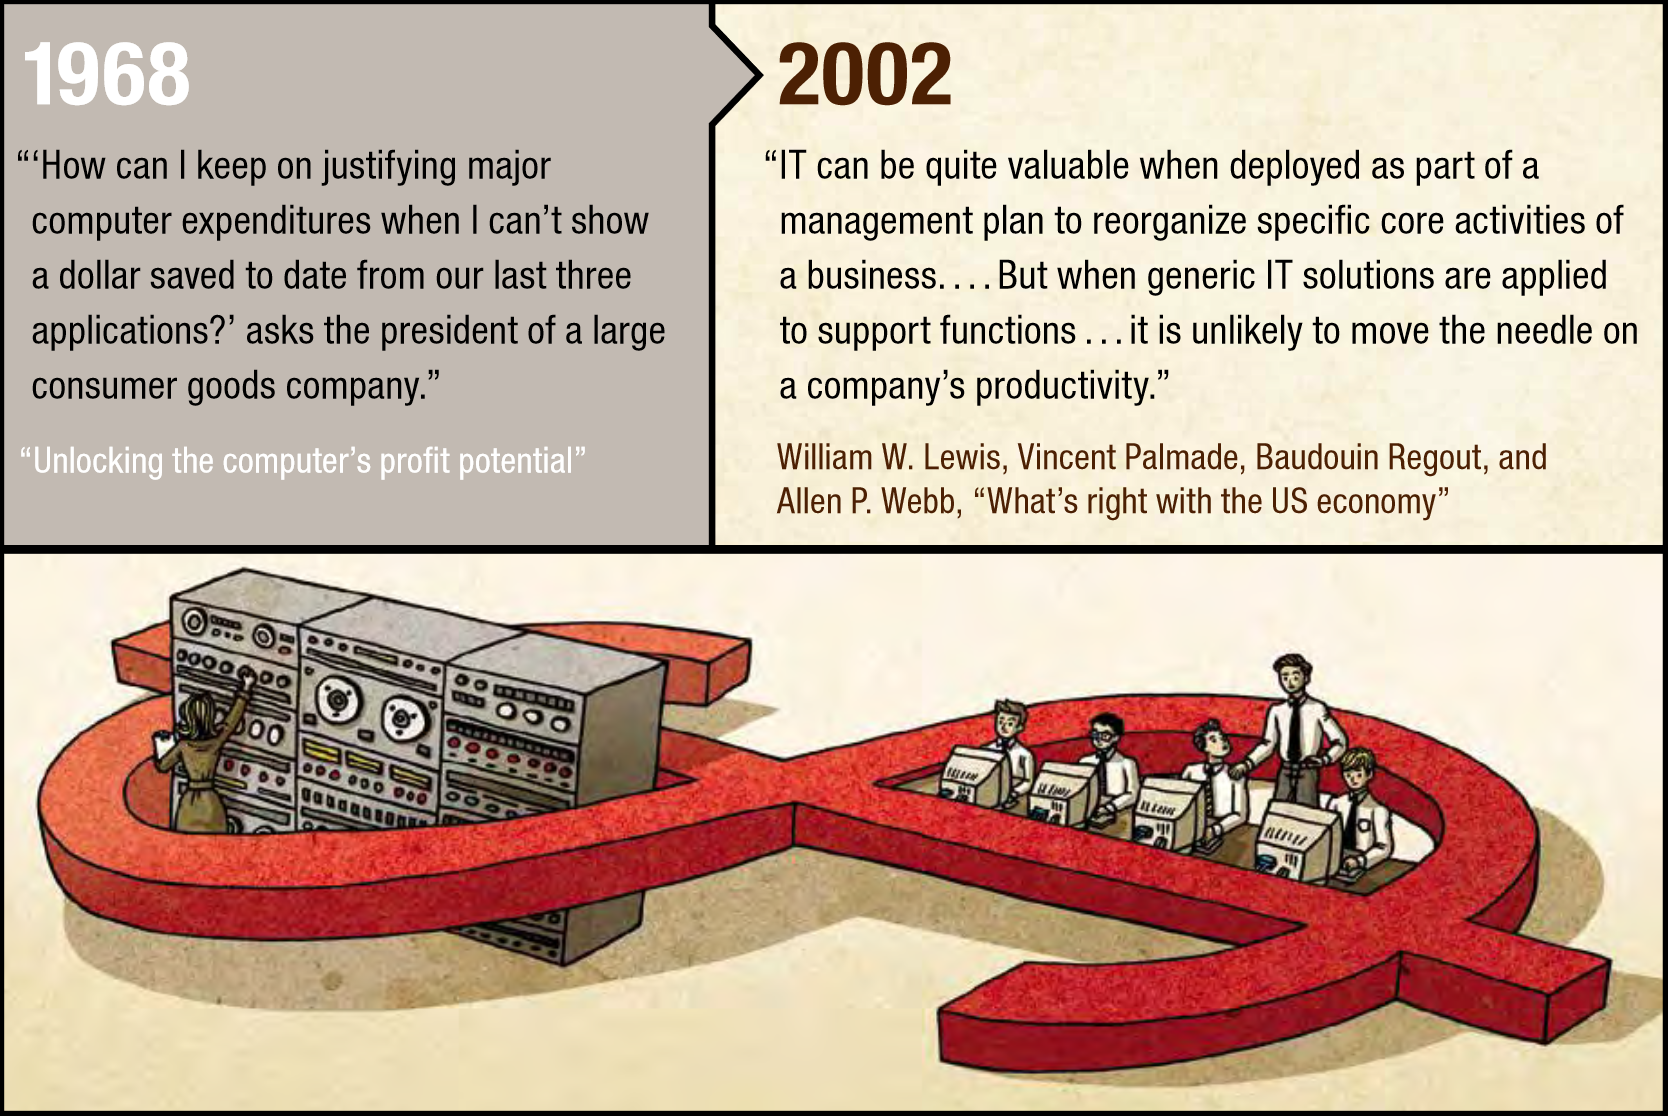 1968
“‘How can I keep on justifying major
computer expenditures when I can’t show
a dollar saved to date from our last three
applications?’ asks the president of a large
consumer goods company.”
“Unlocking the computer’s profit potential”
2002
“IT can be quite valuable when deployed as part of a
management plan to reorganize specific core activities of
a business. . . . But when generic IT solutions are applied
to support functions . . . it is unlikely to move the needle on
a company’s productivity.”
William W. Lewis, Vincent Palmade, Baudouin Regout, and
Allen P. Webb, “What’s right with the US economy”